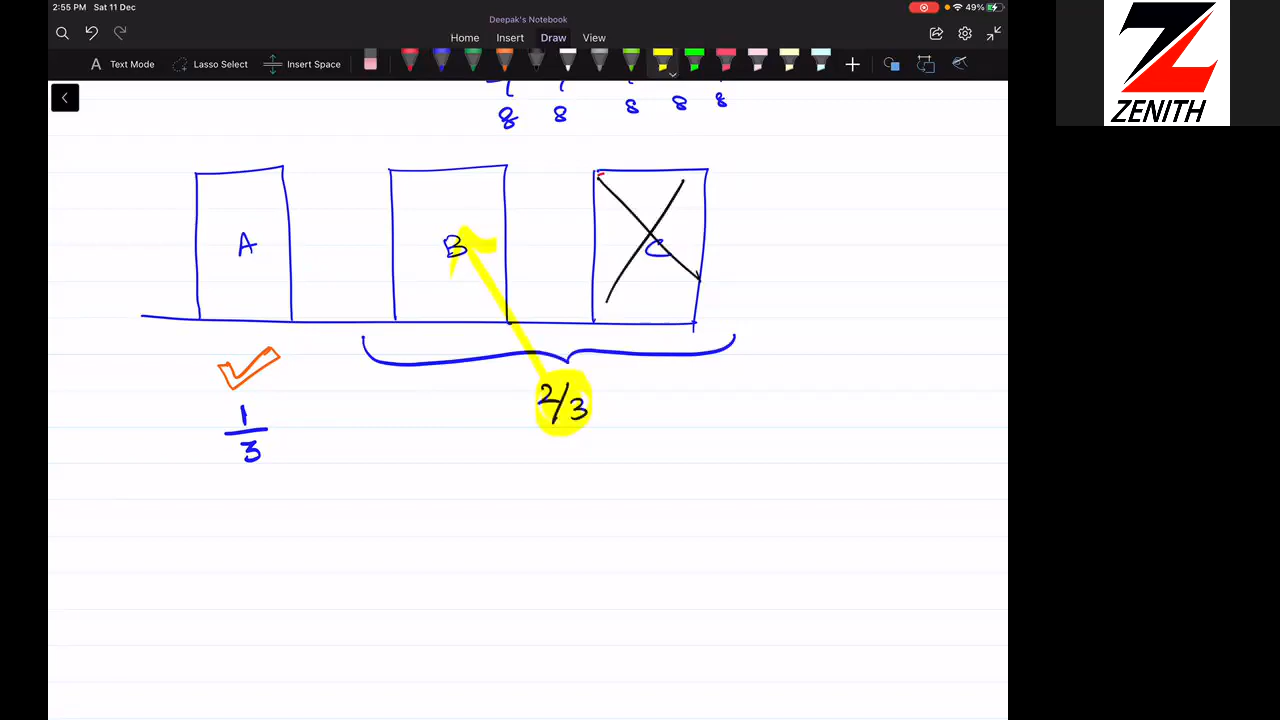 2:55 PM Sat 11 Dec
49%
Deepak's Notebook
Home Insert Draw View
A Text Mode Lasso Select Insert Space
ZENITH
8 8 8 8 8
A B C
2/3
1
3